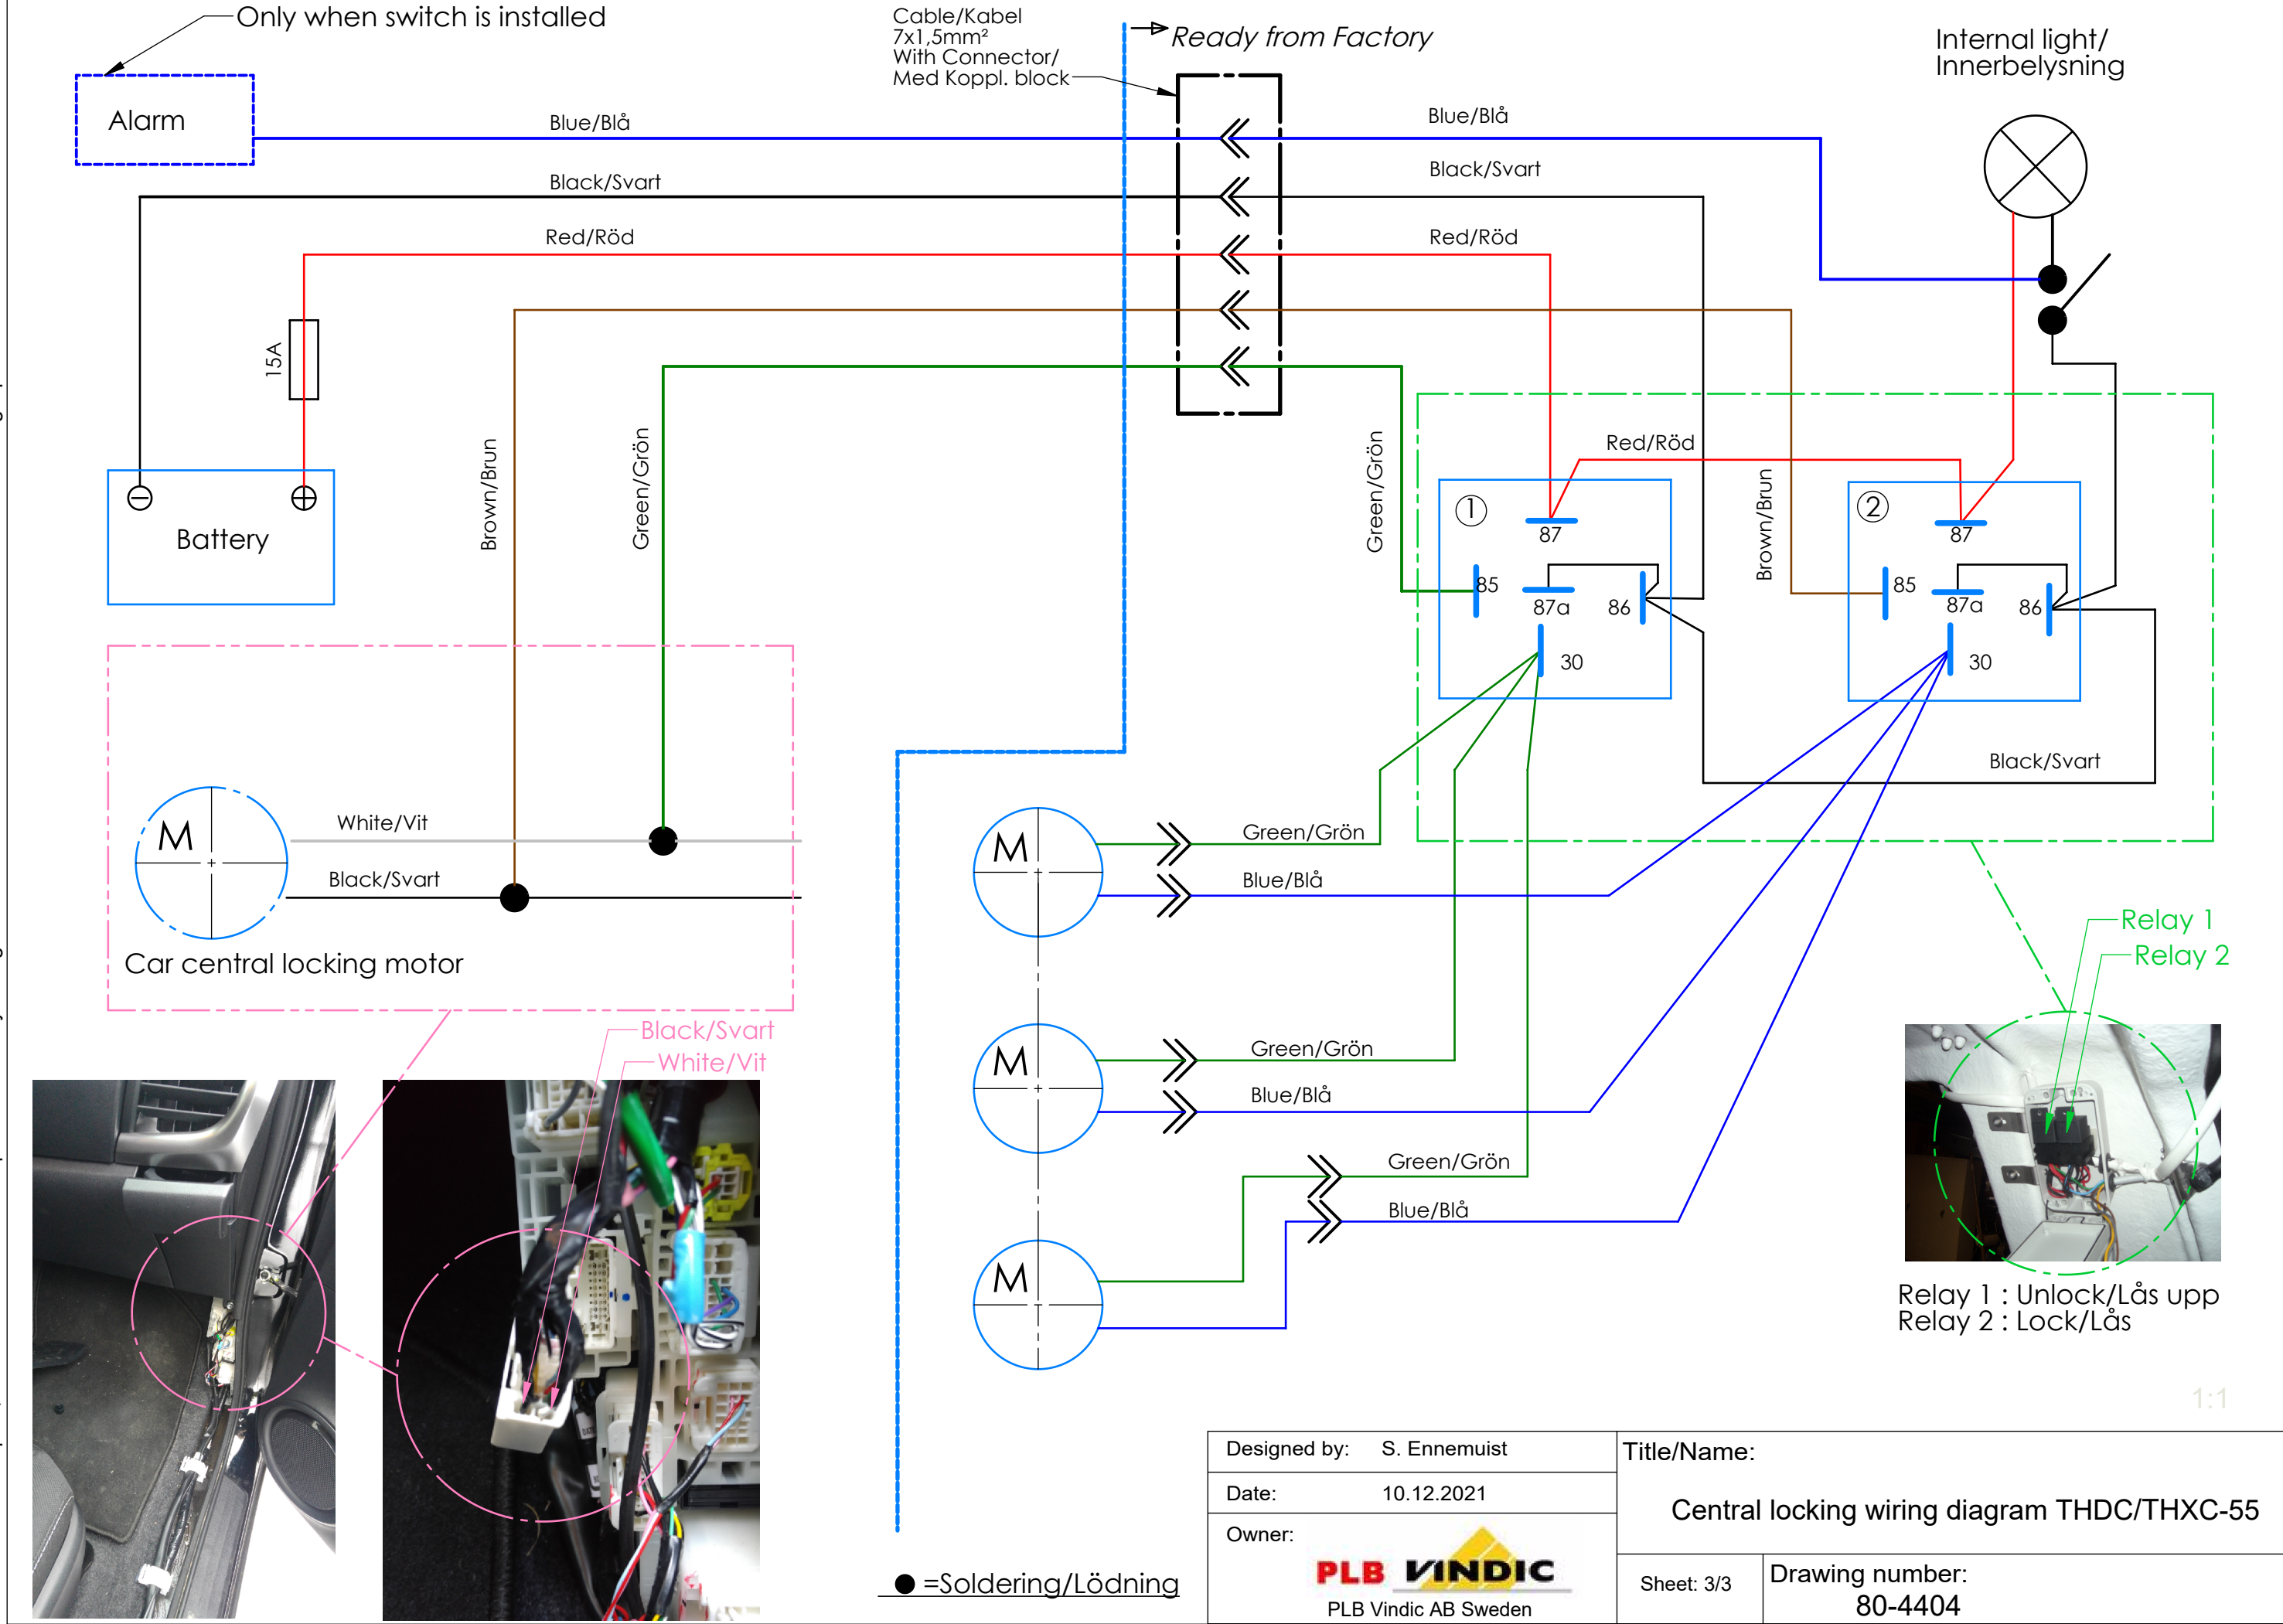 Only when switch is installed
Alarm
Cable/Kabel
7x1,5mm²
With Connector/
Med Koppl. block
Ready from Factory
Internal light/
Innerbelysning
Blue/Blå
Blue/Blå
Black/Svart
Black/Svart
Red/Röd
Red/Röd
15A
Battery
Brown/Brun
Green/Grön
Green/Grön
Red/Röd
Brown/Brun
1
87
85
87a
86
30
2
87
85
87a
86
30
Black/Svart
M
White/Vit
Black/Svart
Car central locking motor
Black/Svart
White/Vit
M
Green/Grön
Blue/Blå
M
Green/Grön
Blue/Blå
M
Green/Grön
Blue/Blå
Relay 1
Relay 2
Relay 1 : Unlock/Lås upp
Relay 2 : Lock/Lås
1:1
=Soldering/Lödning
Designed by: S. Ennemuist
Date: 10.12.2021
Owner:
PLB VINDIC
PLB Vindic AB Sweden
Title/Name:
Central locking wiring diagram THDC/THXC-55
Sheet: 3/3
Drawing number:
80-4404